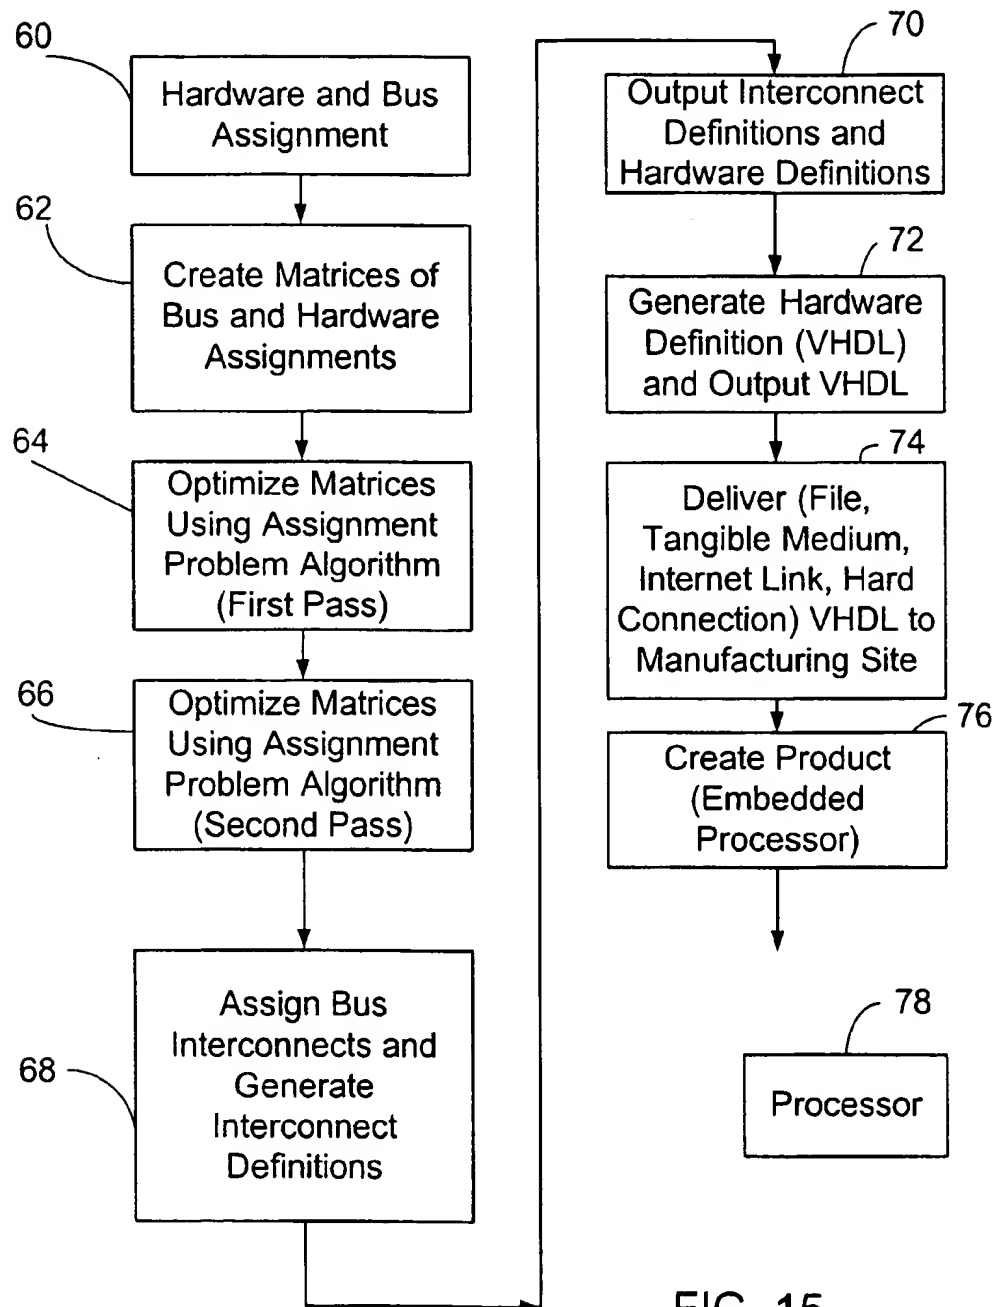 60
Hardware and Bus
Assignment
62
Create Matrices of
Bus and Hardware
Assignments
64
Optimize Matrices
Using Assignment
Problem Algorithm
(First Pass)
66
Optimize Matrices
Using Assignment
Problem Algorithm
(Second Pass)
68
Assign Bus
Interconnects and
Generate
Interconnect
Definitions
70
Output Interconnect
Definitions and
Hardware Definitions
72
Generate Hardware
Definition (VHDL)
and Output VHDL
74
Deliver (File,
Tangible Medium,
Internet Link, Hard
Connection) VHDL to
Manufacturing Site
76
Create Product
(Embedded
Processor)
78
Processor
FIG. 15